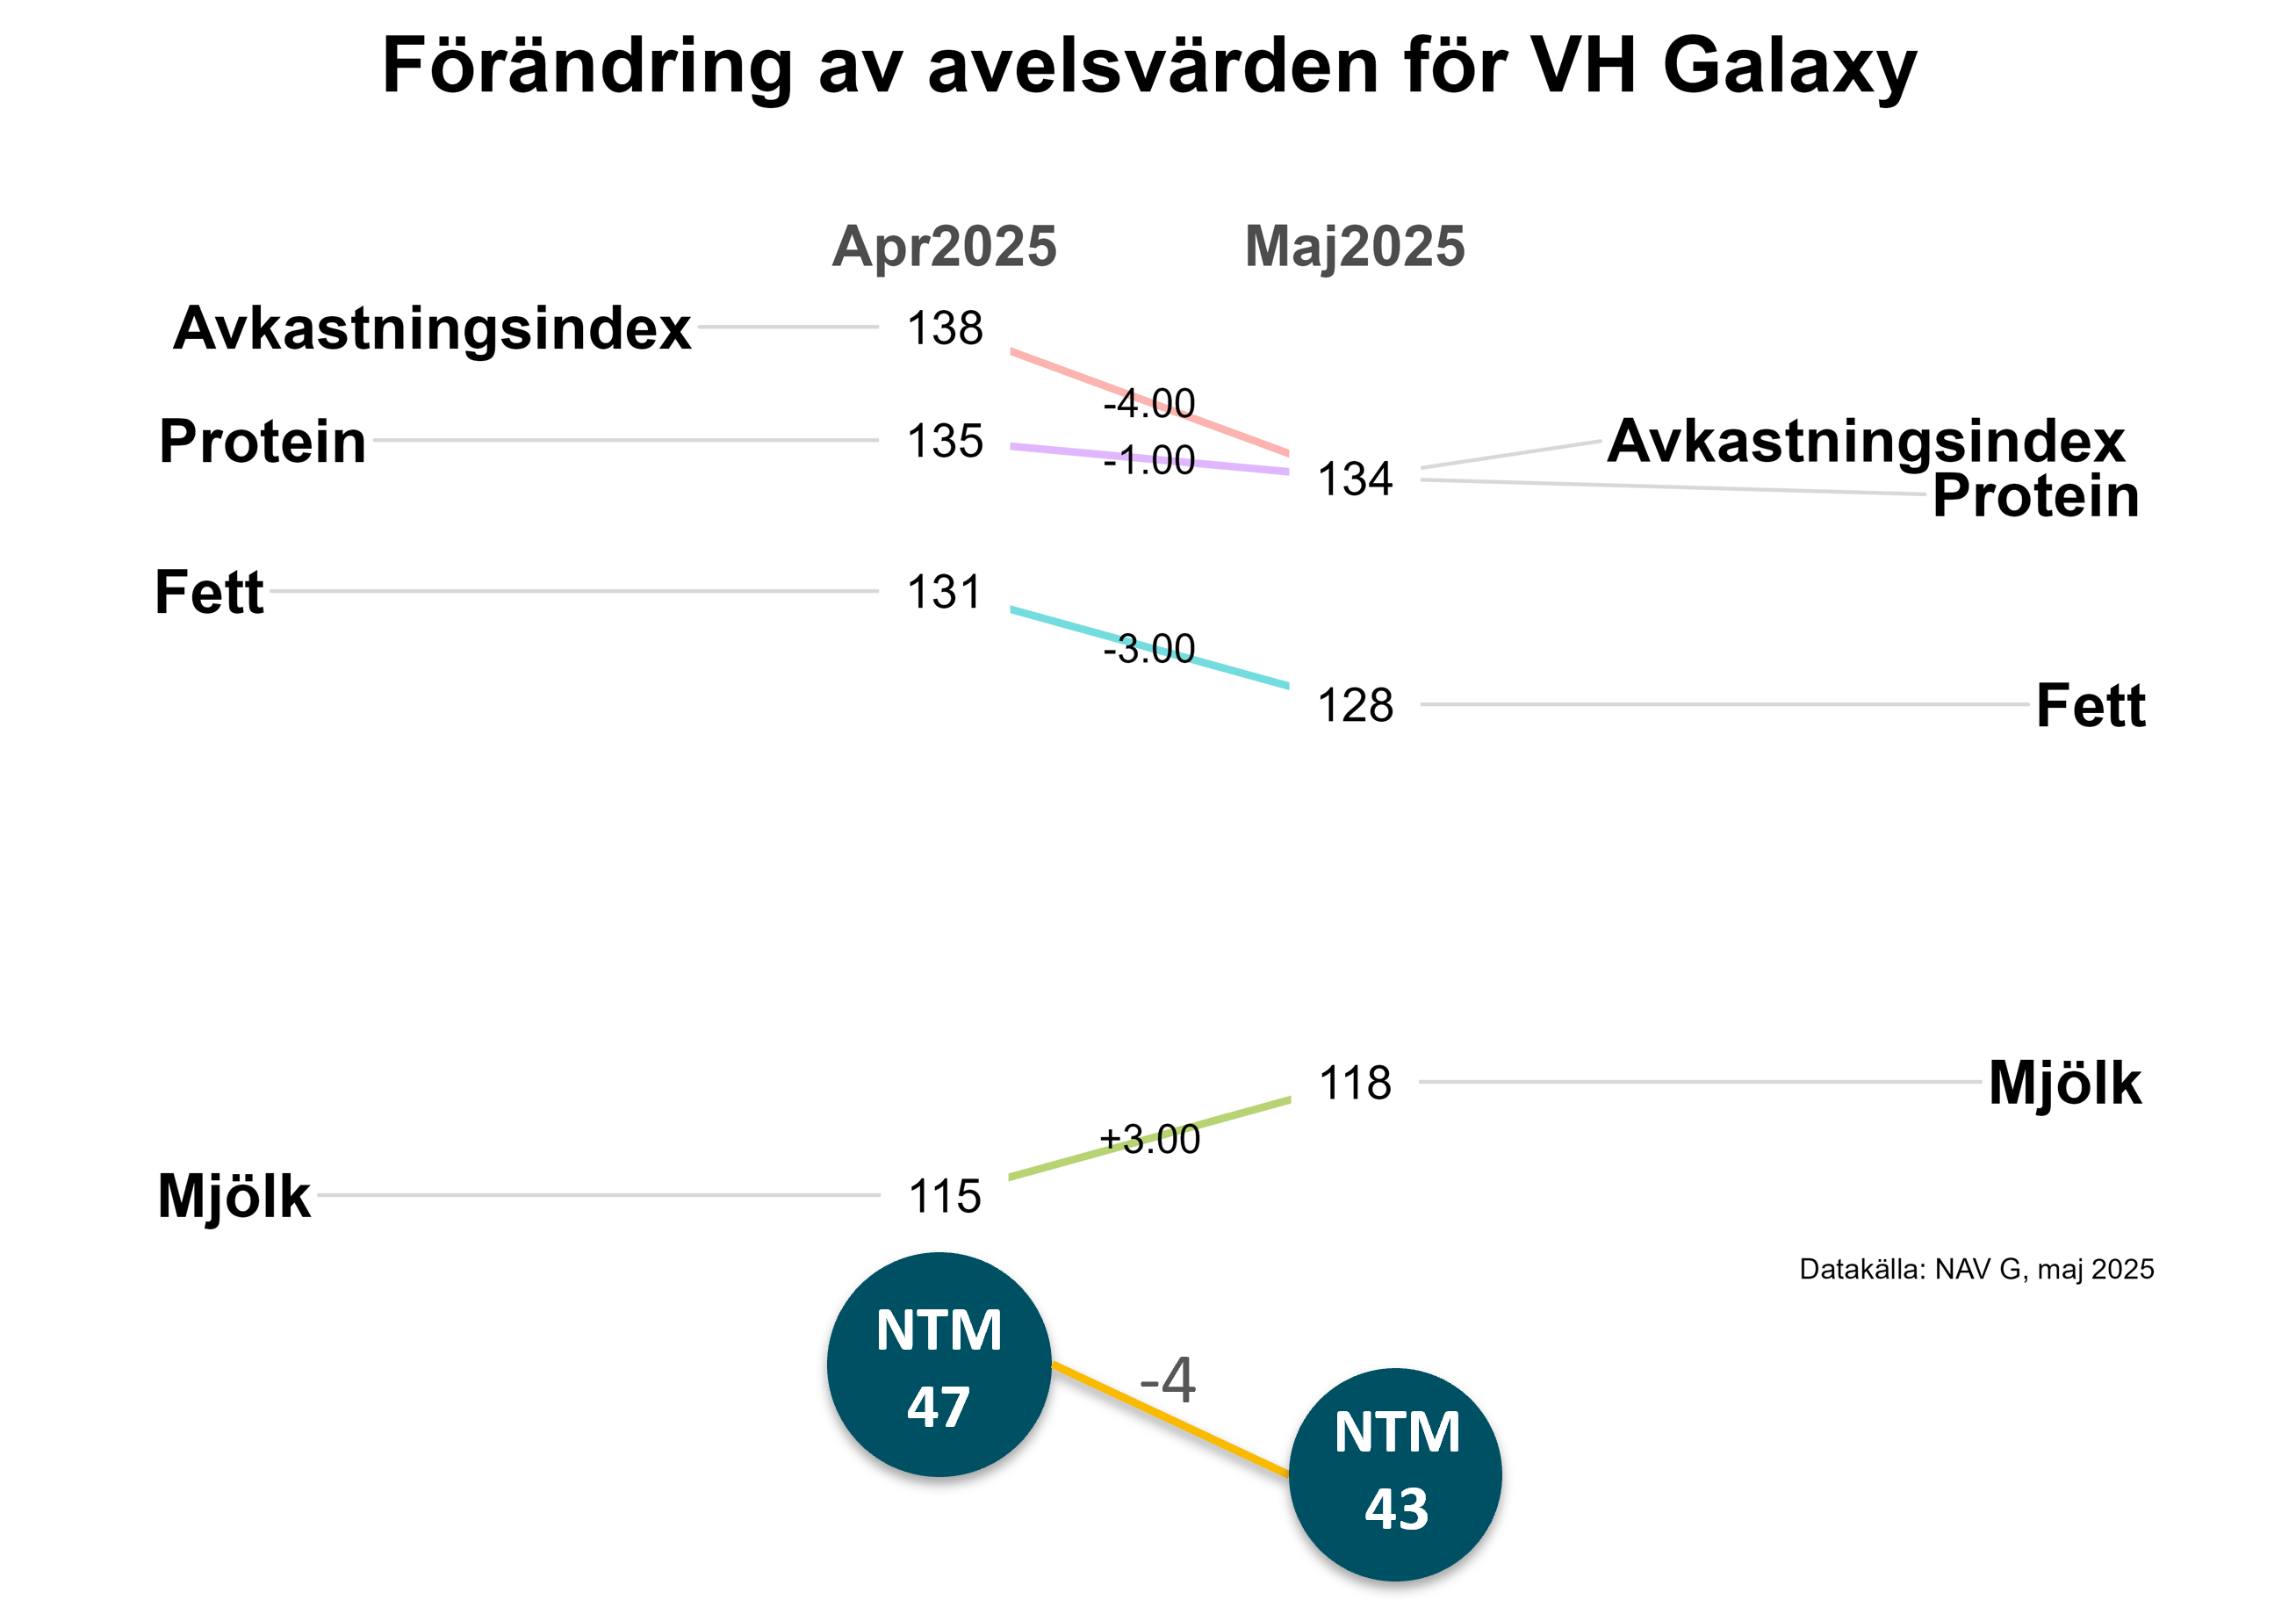 Förändring av avelsvärden för VH Galaxy
Apr2025 Maj2025
Avkastningsindex 138
-4.00
Protein 135
-1.00
134 Avkastningsindex
Protein
Fett 131
-3.00
128 Fett
118 Mjölk
+3.00
Mjölk 115
Datakälla: NAV G, maj 2025
NTM
47
-4
NTM
43